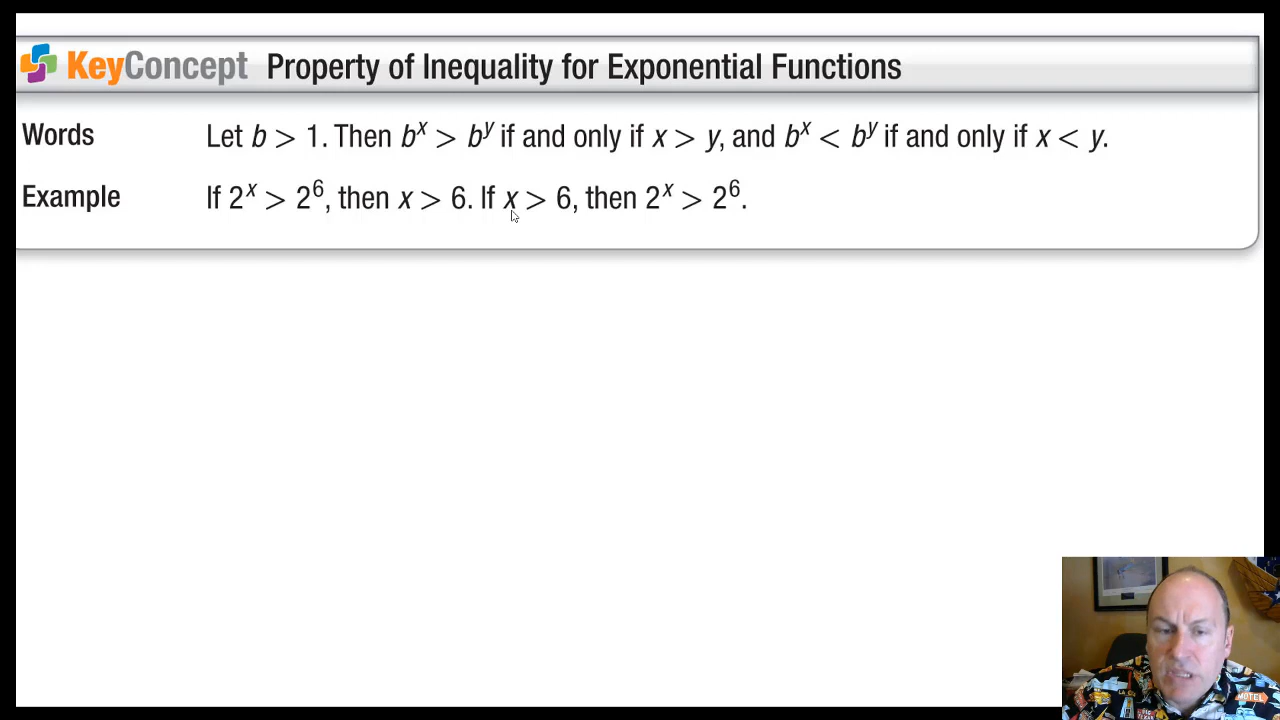 KeyConcept Property of Inequality for Exponential Functions
Words Let b > 1. Then b^x > b^y if and only if x > y, and b^x < b^y if and only if x < y.
Example If 2^x > 2^6, then x > 6. If x > 6, then 2^x > 2^6.
MOTEL